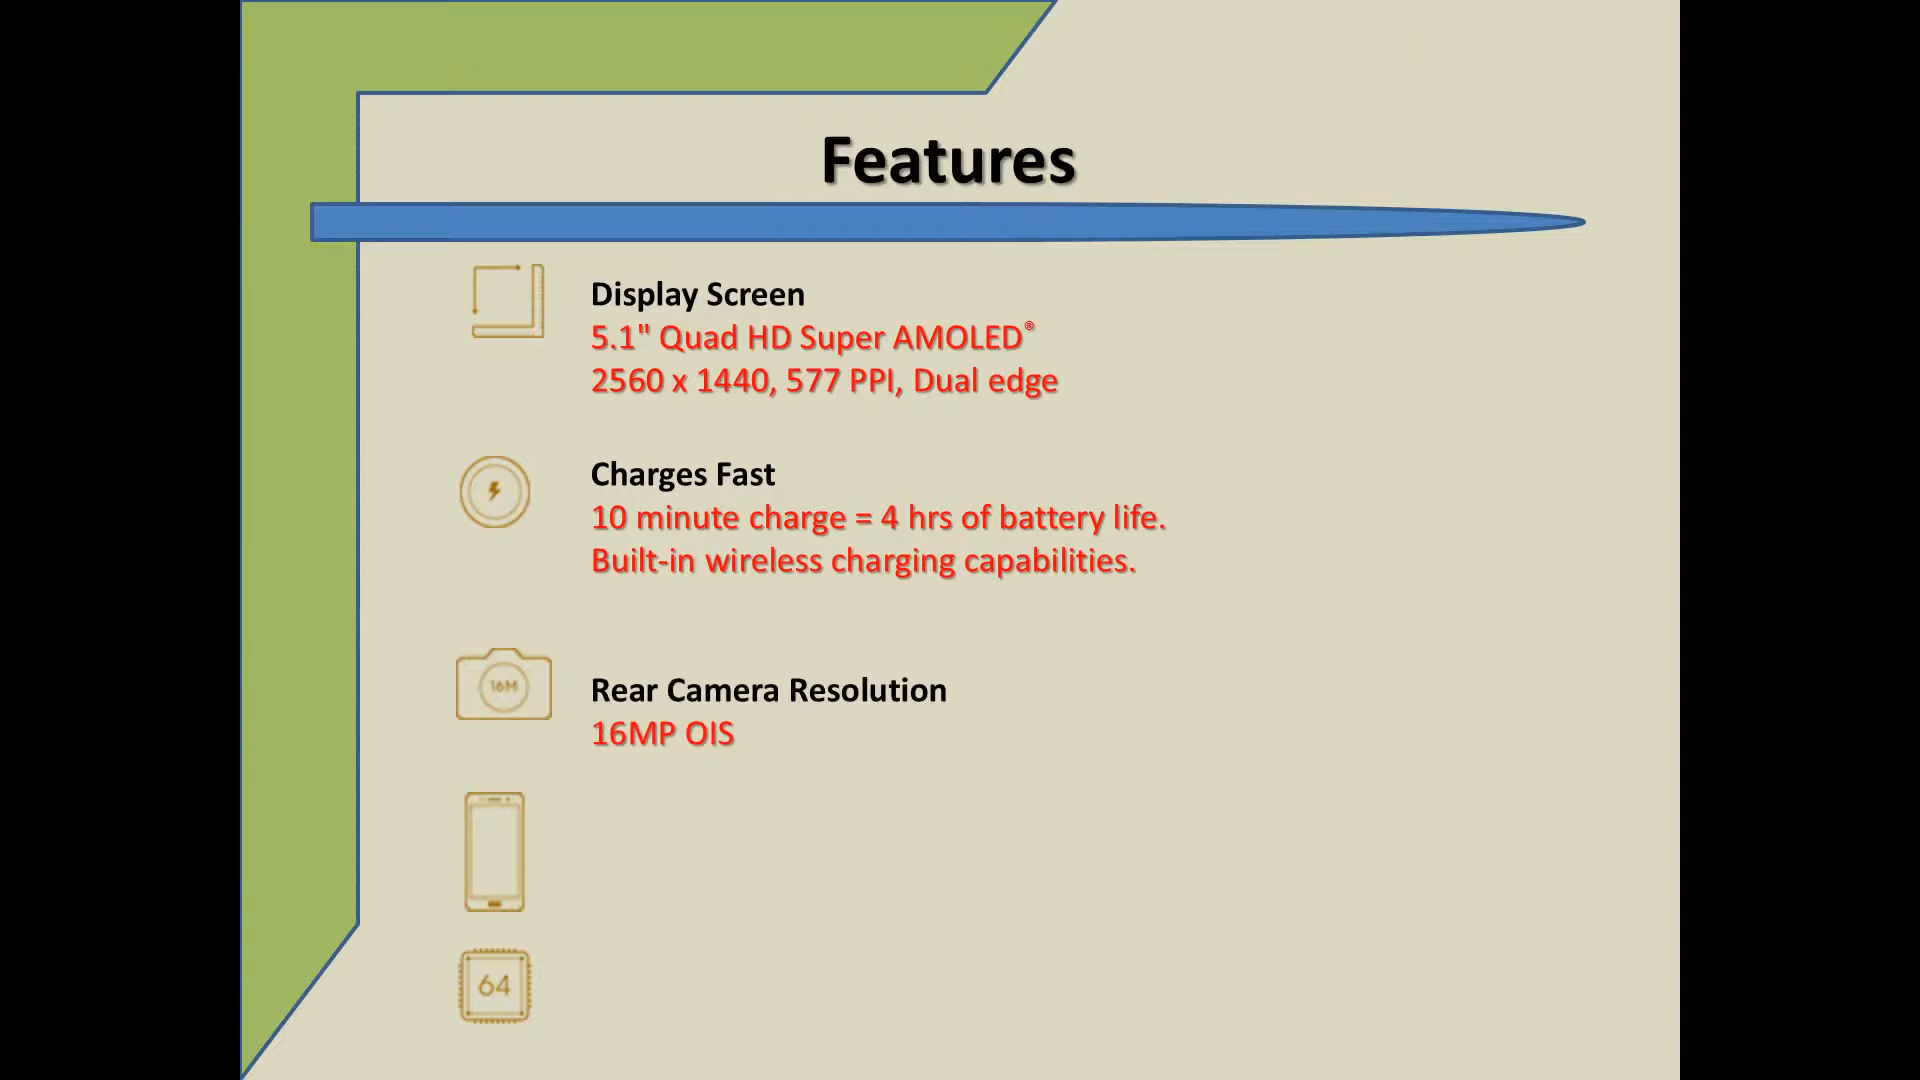 Features
Display Screen
5.1" Quad HD Super AMOLED®
2560 x 1440, 577 PPI, Dual edge
Charges Fast
10 minute charge = 4 hrs of battery life.
Built-in wireless charging capabilities.
16M
Rear Camera Resolution
16MP OIS
64